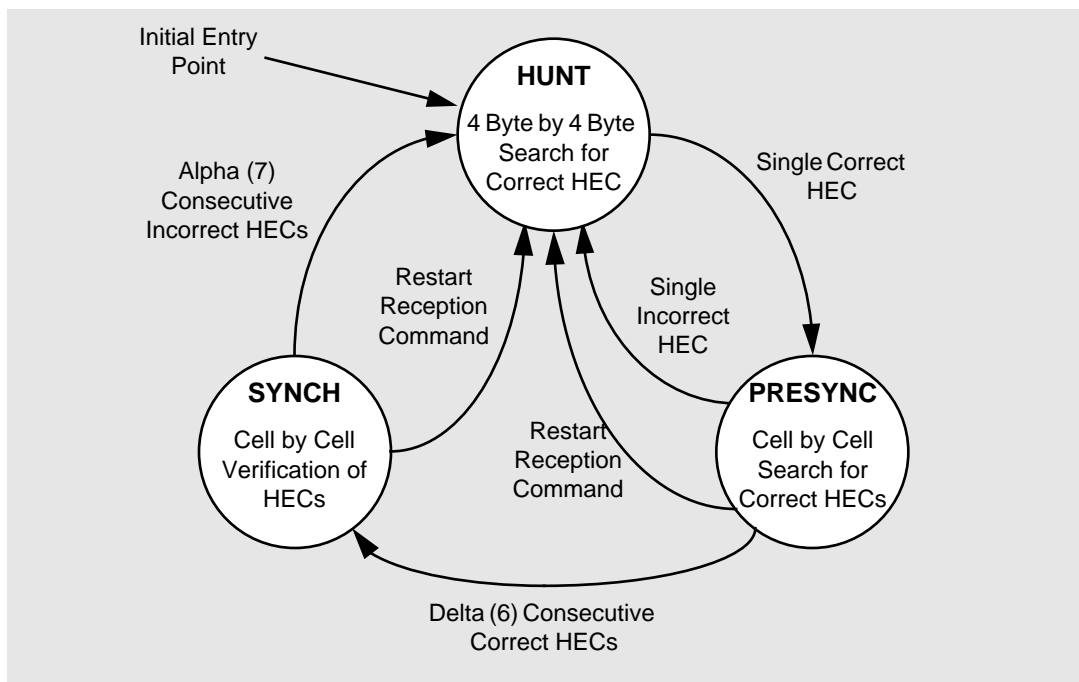 Initial Entry
Point
HUNT
4 Byte by 4 Byte
Search for
Correct HEC
Single Correct
HEC
Alpha (7)
Consecutive
Incorrect HECs
Restart
Reception
Command
Single
Incorrect
HEC
SYNCH
Cell by Cell
Verification of
HECs
Restart
Reception
Command
PRESYNC
Cell by Cell
Search for
Correct HECs
Delta (6) Consecutive
Correct HECs